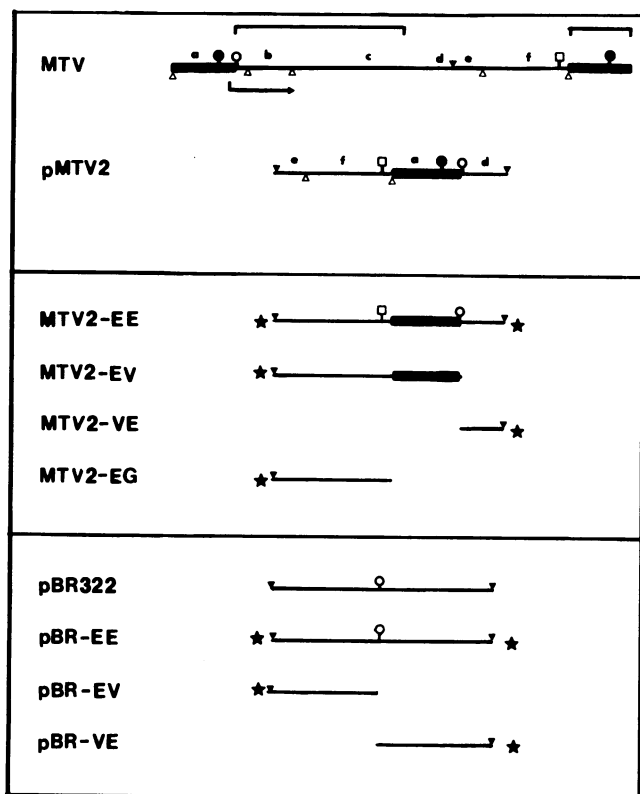 a b c d e f
MTV
e f a d
pMTV2
MTV2-EE
MTV2-EV
MTV2-VE
MTV2-EG
pBR322
pBR-EE
pBR-EV
pBR-VE